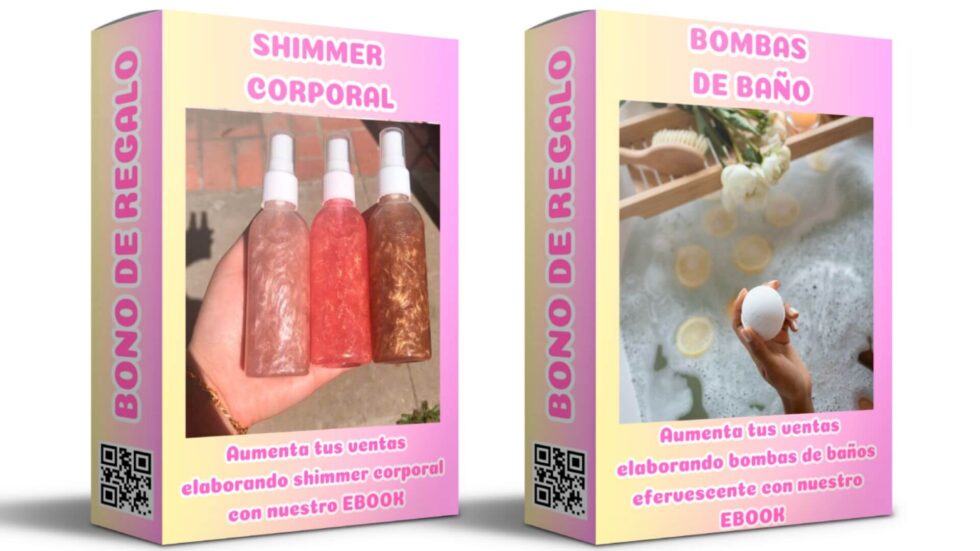 BONO DE REGALO
SHIMMER
CORPORAL
Aumenta tus ventas
elaborando shimmer corporal
con nuestro EBOOK
BONO DE REGALO
BOMBAS
DE BAÑO
Aumenta tus ventas
elaborando bombas de baños
efervescente con nuestro
EBOOK